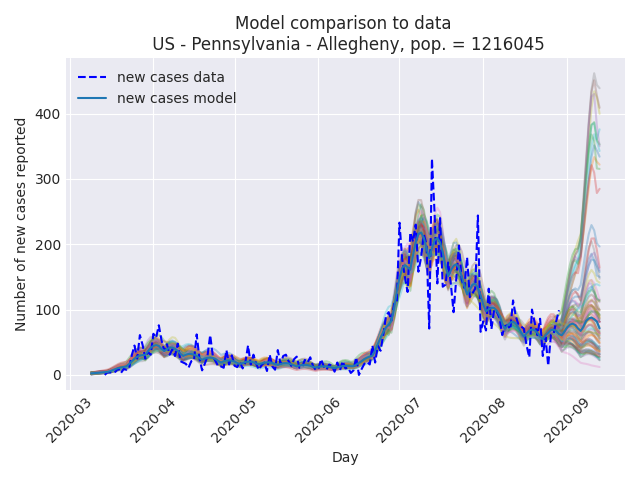 Model comparison to data
US - Pennsylvania - Allegheny, pop. = 1216045
new cases data
new cases model
Number of new cases reported
400
300
200
100
0
2020-03
2020-04
2020-05
2020-06
2020-07
2020-08
2020-09
Day